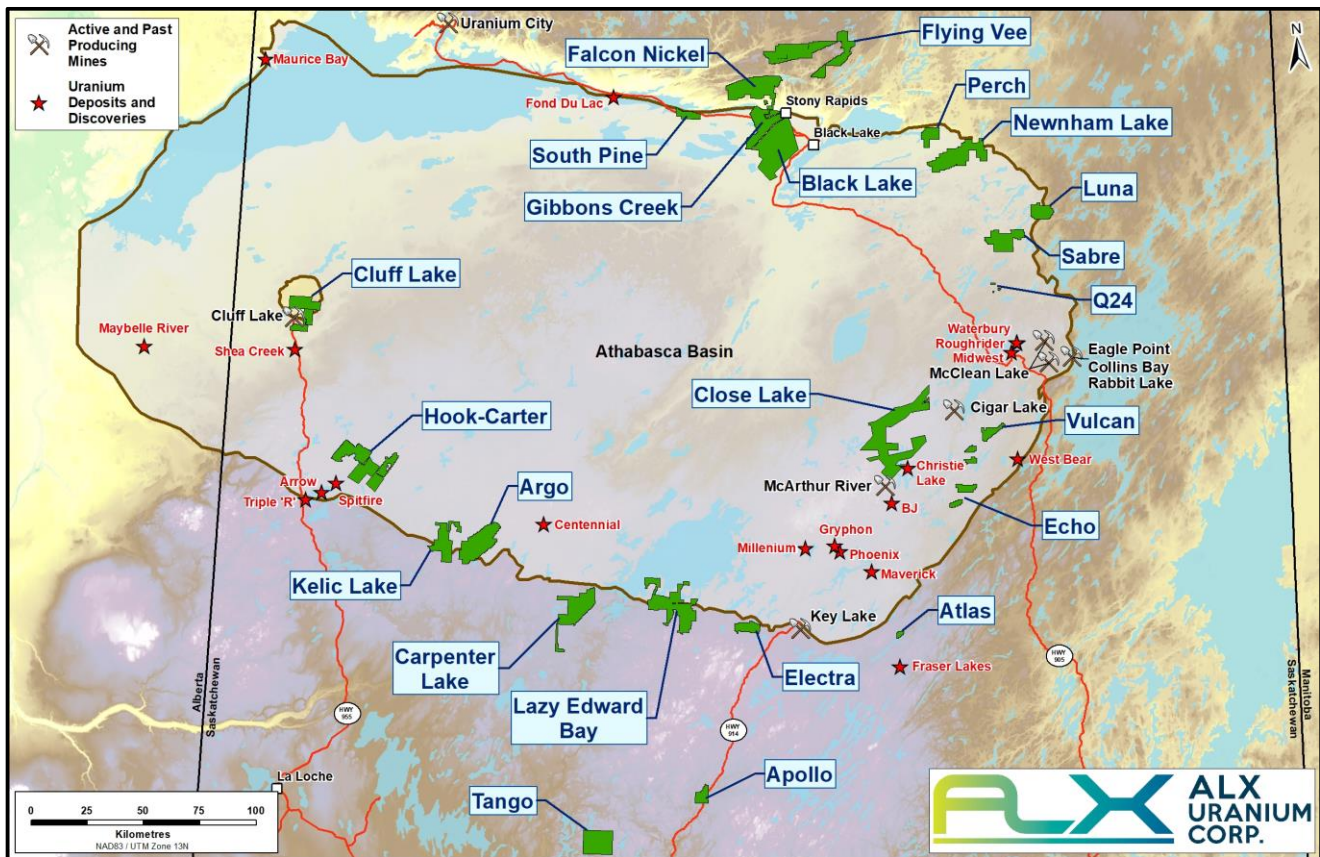 Active and Past
Producing
Mines
Uranium
Deposits and
Discoveries
Uranium City
Maurice Bay
Falcon Nickel
Flying Vee
N
Fond Du Lac
Stony Rapids
Perch
Newnham Lake
South Pine
Black Lake
Gibbons Creek
Black Lake
Luna
Sabre
Cluff Lake
Q24
Cluff Lake
Maybelle River
Shea Creek
Athabasca Basin
Waterbury
Roughrider
Midwest
McClean Lake
Eagle Point
Collins Bay
Rabbit Lake
Close Lake
Cigar Lake
Vulcan
Hook-Carter
Christie
Lake
West Bear
Arrow
Triple 'R'
Spitfire
McArthur River
BJ
Argo
Centennial
Echo
Gryphon
Millenium
Phoenix
Maverick
Kelic Lake
Key Lake
Atlas
Carpenter
Lake
Electra
Fraser Lakes
Lazy Edward
Bay
Alberta
Saskatchewan
Saskatchewan
Manitoba
HWY
955
HWY
914
HWY
905
La Loche
Apollo
Tango
0 25 50 75 100
Kilometres
NAD83 / UTM Zone 13N
ALX
ALX
URANIUM
CORP.